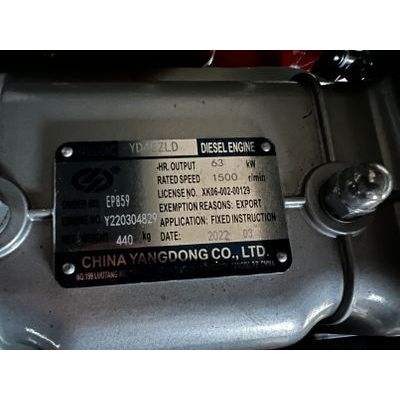 DIESEL ENGINE
-HR. OUTPUT 63 kW
RATED SPEED 1500 r/min
LICENSE NO. XK06-002-00129
EP859 EXEMPTION REASONS: EXPORT
Y220304829 APPLICATION: FIXED INSTRUCTION
440 kg DATE: 2022 03
CHINA YANGDONG CO., LTD.